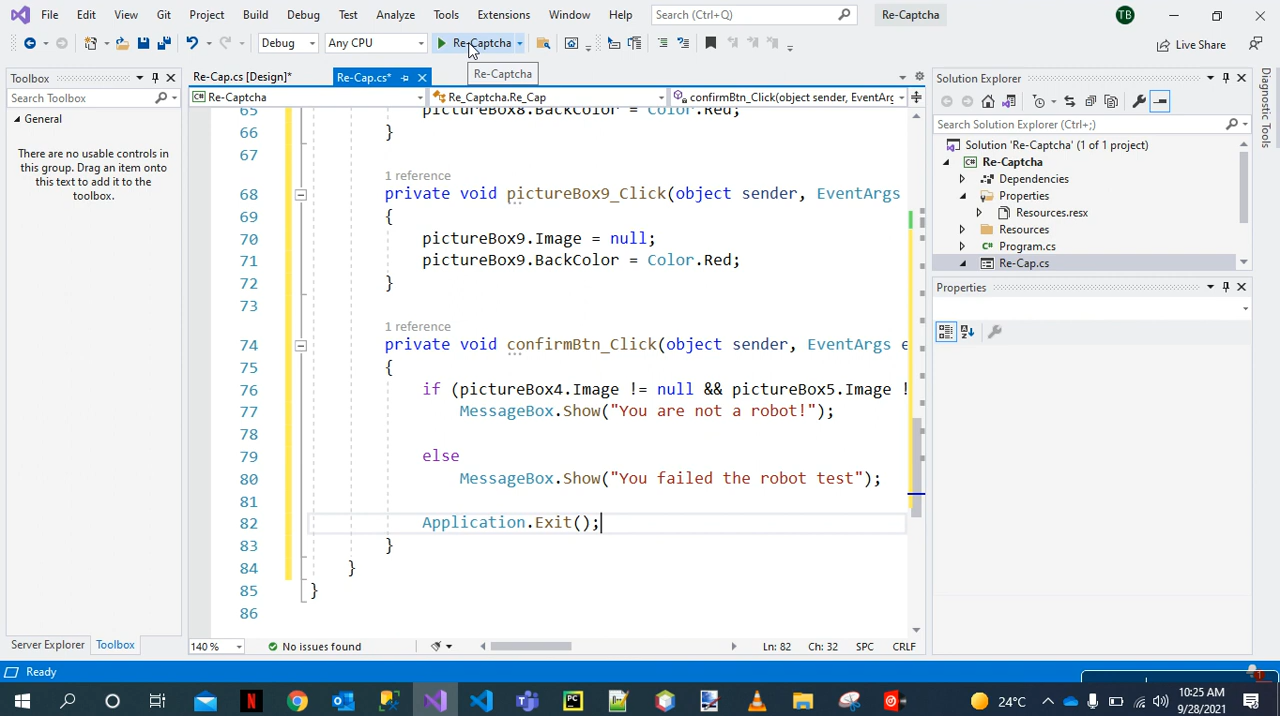 File Edit View Git Project Build Debug Test Analyze Tools Extensions Window Help Search (Ctrl+Q) Re-Captcha TB
Debug Any CPU Re-Captcha Live Share
Re-Captcha
Toolbox
Search Toolbox
General
There are no usable controls in
this group. Drag an item onto
this text to add it to the
toolbox.
Server Explorer Toolbox
Re-Cap.cs [Design]* Re-Cap.cs*
Re-Captcha Re_Captcha.Re_Cap confirmBtn_Click(object sender, EventArg
65 pictureBox8.BackColor = Color.Red;
66 }
67
1 reference
68 private void pictureBox9_Click(object sender, EventArgs
69 {
70 pictureBox9.Image = null;
71 pictureBox9.BackColor = Color.Red;
72 }
73
1 reference
74 private void confirmBtn_Click(object sender, EventArgs e
75 {
76 if (pictureBox4.Image != null && pictureBox5.Image !
77 MessageBox.Show("You are not a robot!");
78
79 else
80 MessageBox.Show("You failed the robot test");
81
82 Application.Exit();
83 }
84 }
85 }
86
140 % No issues found Ln: 82 Ch: 32 SPC CRLF
Solution Explorer
Search Solution Explorer (Ctrl+;)
Solution 'Re-Captcha' (1 of 1 project)
Re-Captcha
Dependencies
Properties
Resources.resx
Resources
Program.cs
Re-Cap.cs
Properties
Diagnostic Tools
Ready 1
24°C 10:25 AM
9/28/2021